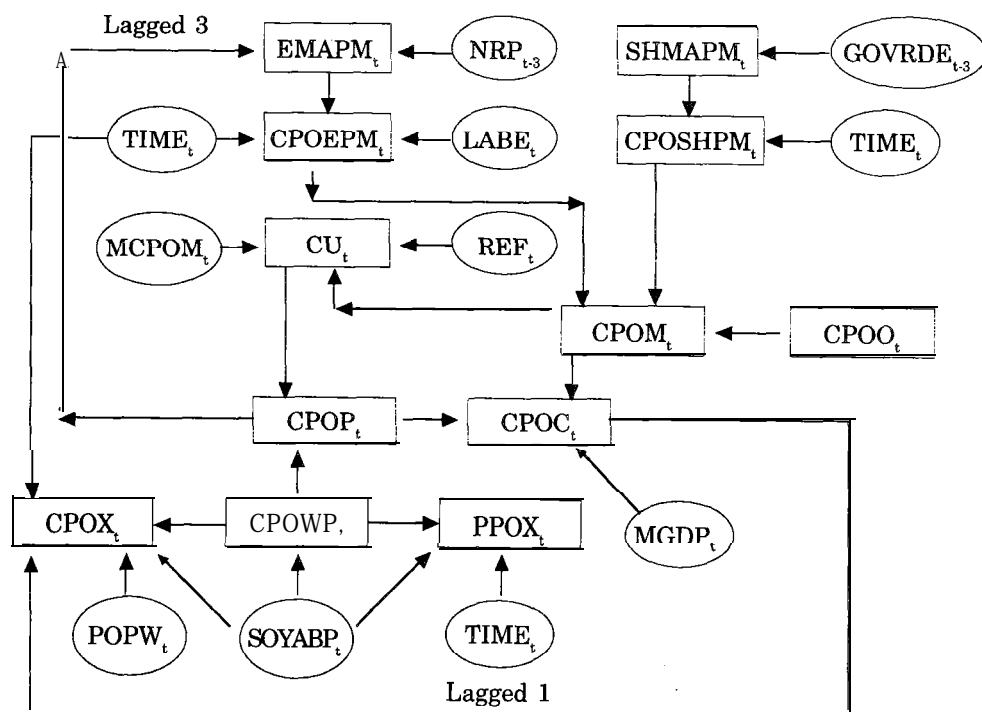 Lagged 3
A
EMAPMₜ
NRPₜ₋₃
SHMAPMₜ
GOVRDEₜ₋₃
TIMEₜ
CPOEPMₜ
LABEₜ
CPOSHPMₜ
TIMEₜ
MCPOMₜ
CUₜ
REFₜ
CPOMₜ
CPOOₜ
CPOPₜ
CPOCₜ
CPOXₜ
CPOWP,
PPOXₜ
MGDPₜ
POPWₜ
SOYABPₜ
TIMEₜ
Lagged 1